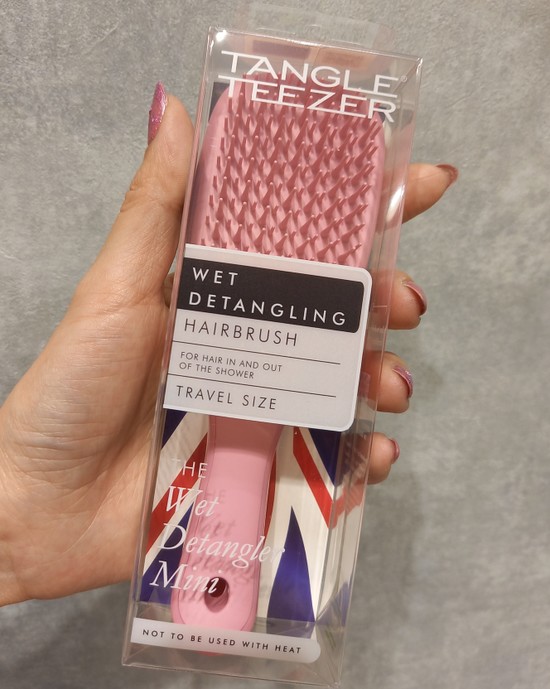 TANGLE
TEEZER
WET
DETANGLING
HAIRBRUSH
FOR HAIR IN AND OUT
OF THE SHOWER
TRAVEL SIZE
THE
Wet
Detangler
Mini
NOT TO BE USED WITH HEAT